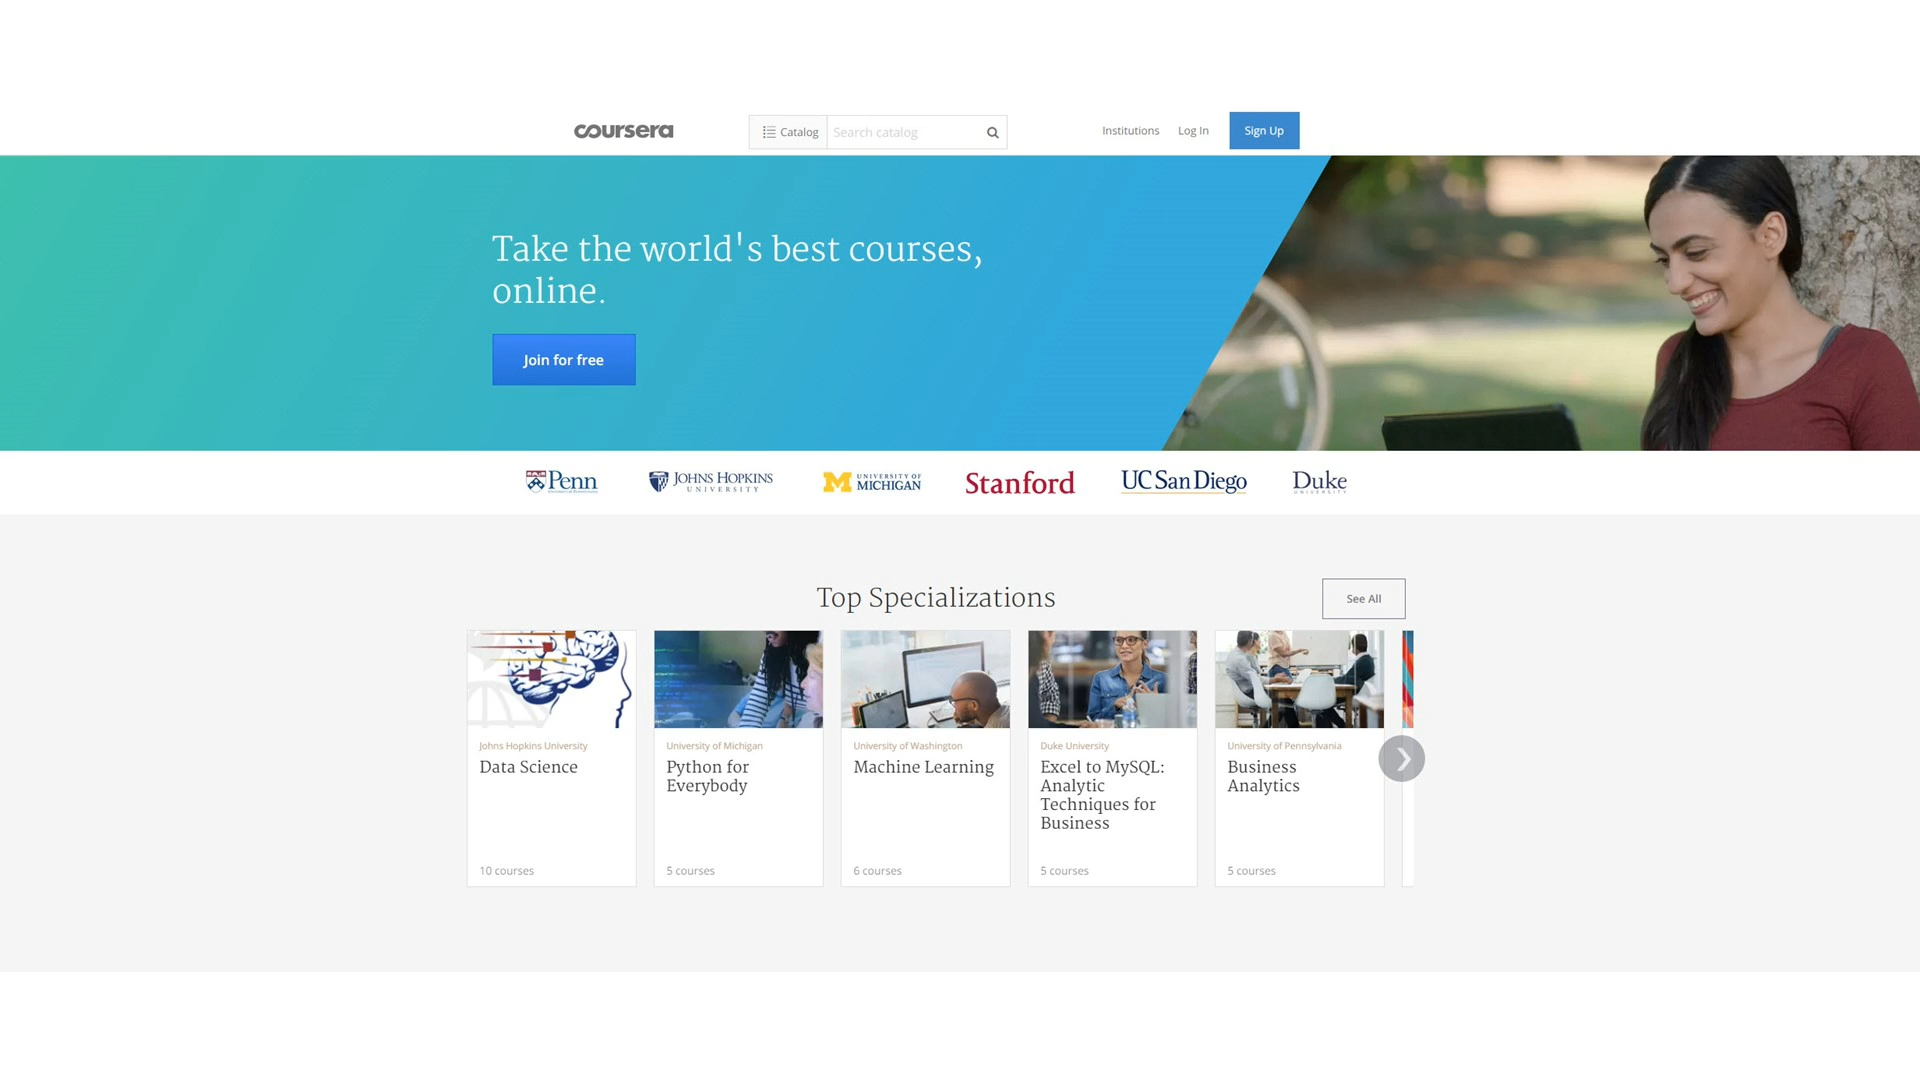 coursera
Catalog
Search catalog
Institutions
Log In
Sign Up
Take the world's best courses,
online.
Join for free
Penn
JOHNS HOPKINS
UNIVERSITY
UNIVERSITY OF
MICHIGAN
Stanford
UC San Diego
Duke
UNIVERSITY
Top Specializations
See All
Johns Hopkins University
Data Science
10 courses
University of Michigan
Python for
Everybody
5 courses
University of Washington
Machine Learning
6 courses
Duke University
Excel to MySQL:
Analytic
Techniques for
Business
5 courses
University of Pennsylvania
Business
Analytics
5 courses